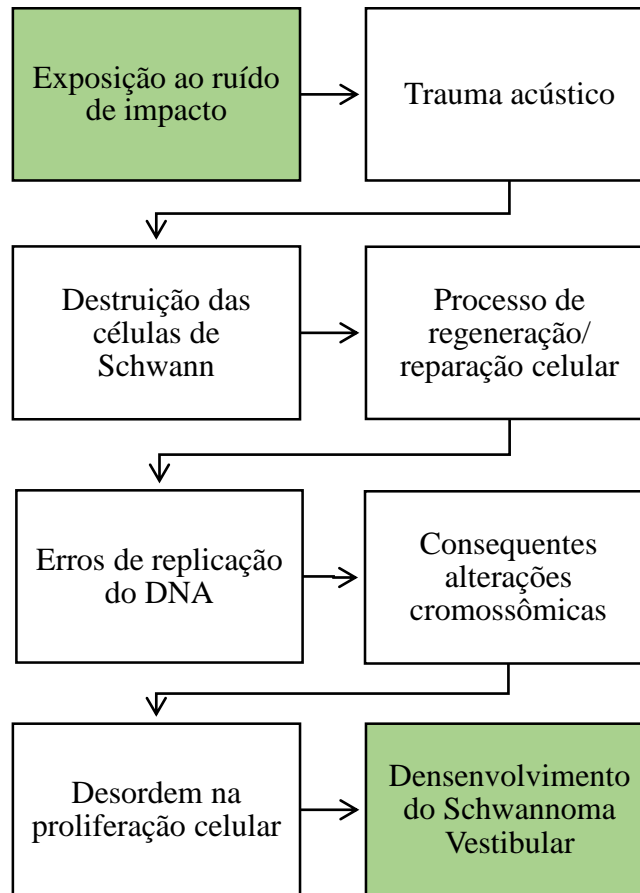 Exposição ao ruído
de impacto
Trauma acústico
Destruição das
células de
Schwann
Processo de
regeneração/
reparação celular
Erros de replicação
do DNA
Consequentes
alterações
cromossômicas
Desordem na
proliferação celular
Densenvolvimento
do Schwannoma
Vestibular